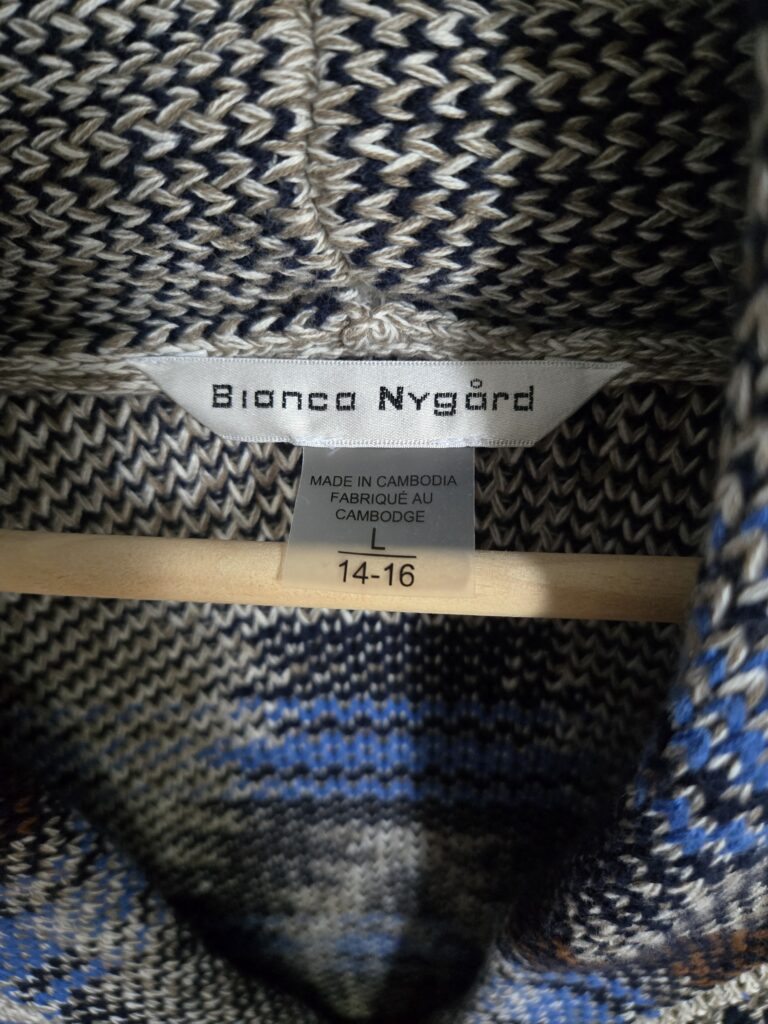 Bianca Nygård
MADE IN CAMBODIA
FABRIQUÉ AU
CAMBODGE
L
14-16